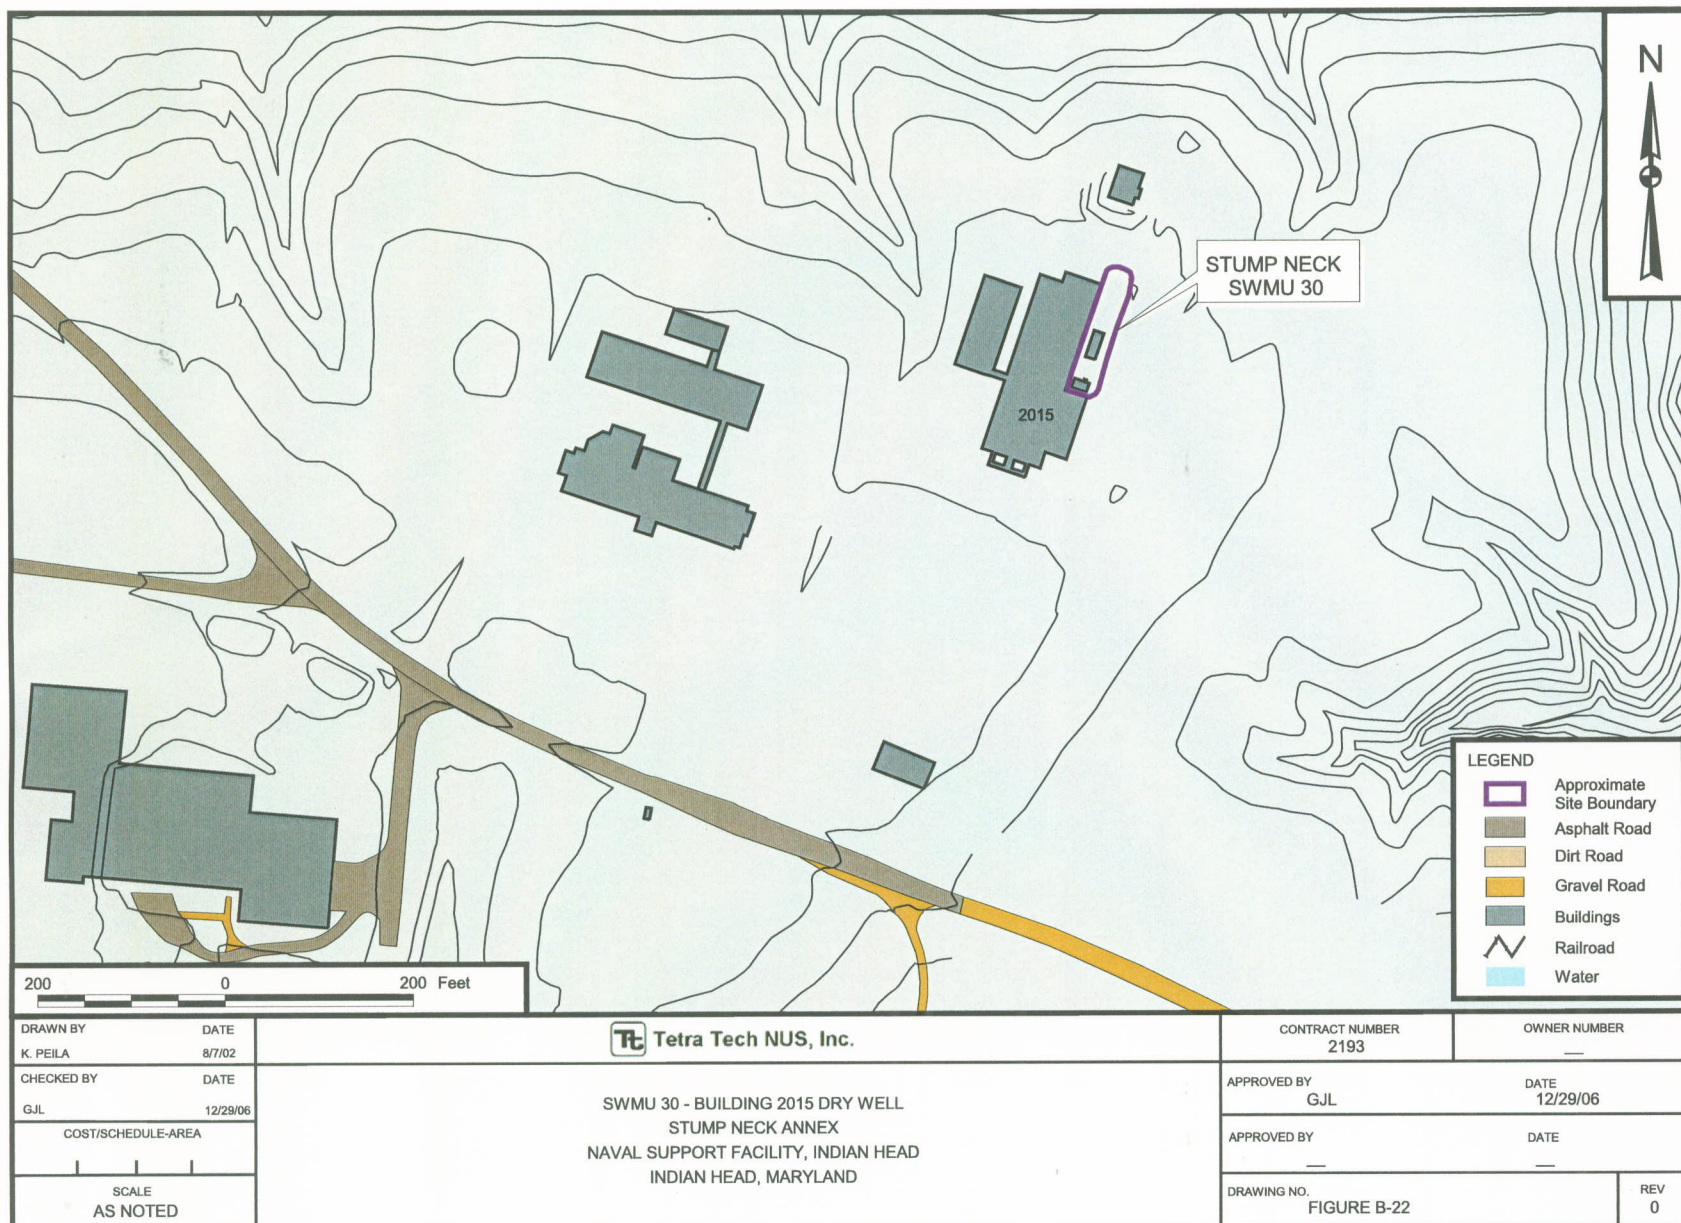 N
STUMP NECK
SWMU 30
2015
LEGEND
Approximate
Site Boundary
Asphalt Road
Dirt Road
Gravel Road
Buildings
Railroad
Water
200 0 200 Feet
DRAWN BY DATE
K. PEILA 8/7/02
CHECKED BY DATE
GJL 12/29/06
COST/SCHEDULE-AREA
SCALE
AS NOTED
Tt Tetra Tech NUS, Inc.
SWMU 30 - BUILDING 2015 DRY WELL
STUMP NECK ANNEX
NAVAL SUPPORT FACILITY, INDIAN HEAD
INDIAN HEAD, MARYLAND
CONTRACT NUMBER
2193
OWNER NUMBER
—
APPROVED BY DATE
GJL 12/29/06
APPROVED BY DATE
— —
DRAWING NO.
FIGURE B-22
REV
0